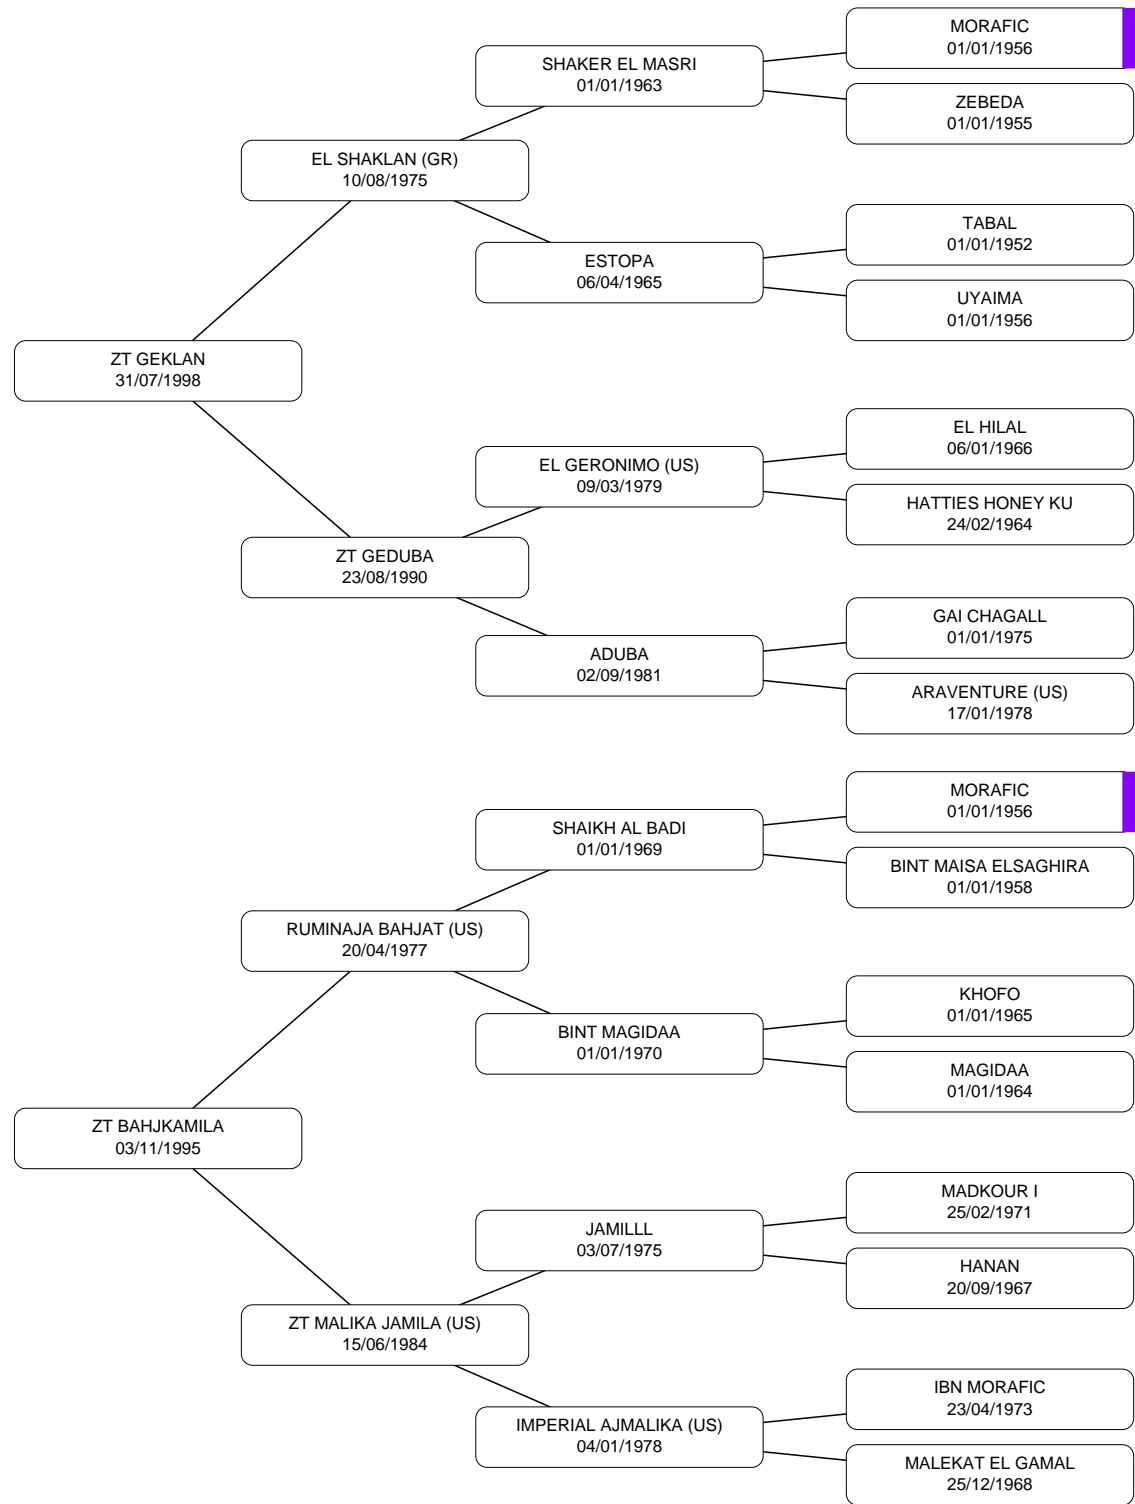 MORAFIC
01/01/1956
SHAKER EL MASRI
01/01/1963
ZEBEDA
01/01/1955
EL SHAKLAN (GR)
10/08/1975
TABAL
01/01/1952
ESTOPA
06/04/1965
UYAIMA
01/01/1956
ZT GEKLAN
31/07/1998
EL HILAL
06/01/1966
EL GERONIMO (US)
09/03/1979
HATTIES HONEY KU
24/02/1964
ZT GEDUBA
23/08/1990
GAI CHAGALL
01/01/1975
ADUBA
02/09/1981
ARAVENTURE (US)
17/01/1978
MORAFIC
01/01/1956
SHAIKH AL BADI
01/01/1969
BINT MAISA ELSAGHIRA
01/01/1958
RUMINAJA BAHJAT (US)
20/04/1977
KHOFO
01/01/1965
BINT MAGIDAA
01/01/1970
MAGIDAA
01/01/1964
ZT BAHJKAMILA
03/11/1995
MADKOUR I
25/02/1971
JAMILLL
03/07/1975
HANAN
20/09/1967
ZT MALIKA JAMILA (US)
15/06/1984
IBN MORAFIC
23/04/1973
IMPERIAL AJMALIKA (US)
04/01/1978
MALEKAT EL GAMAL
25/12/1968